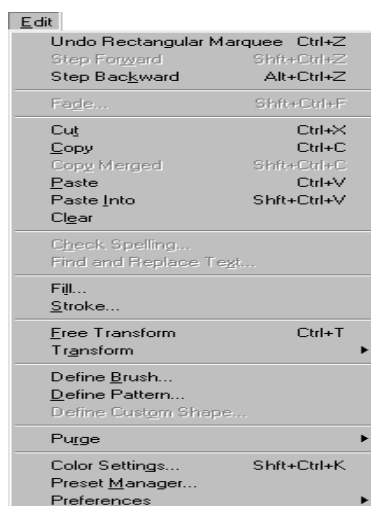 Edit
Undo Rectangular Marquee Ctrl+Z
Step Forward Shft+Ctrl+Z
Step Backward Alt+Ctrl+Z
Fade... Shft+Ctrl+F
Cut Ctrl+X
Copy Ctrl+C
Copy Merged Shft+Ctrl+C
Paste Ctrl+V
Paste Into Shft+Ctrl+V
Clear
Check Spelling...
Find and Replace Text...
Fill...
Stroke...
Free Transform Ctrl+T
Transform
Define Brush...
Define Pattern...
Define Custom Shape...
Purge
Color Settings... Shft+Ctrl+K
Preset Manager...
Preferences